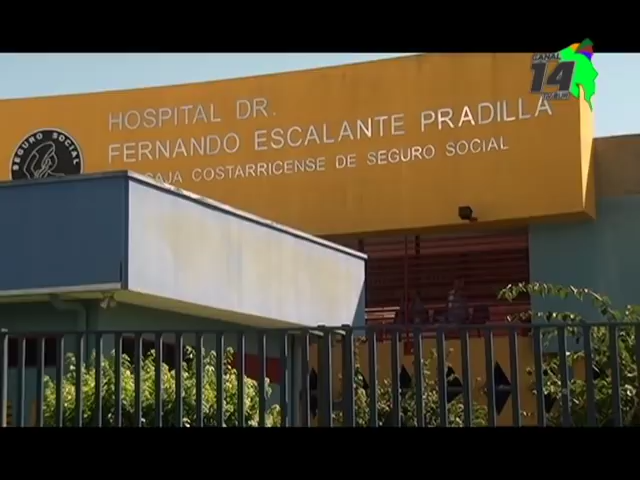 CANAL
14
HOSPITAL DR.
FERNANDO ESCALANTE PRADILLA
CAJA COSTARRICENSE DE SEGURO SOCIAL
SEGURO SOCIAL